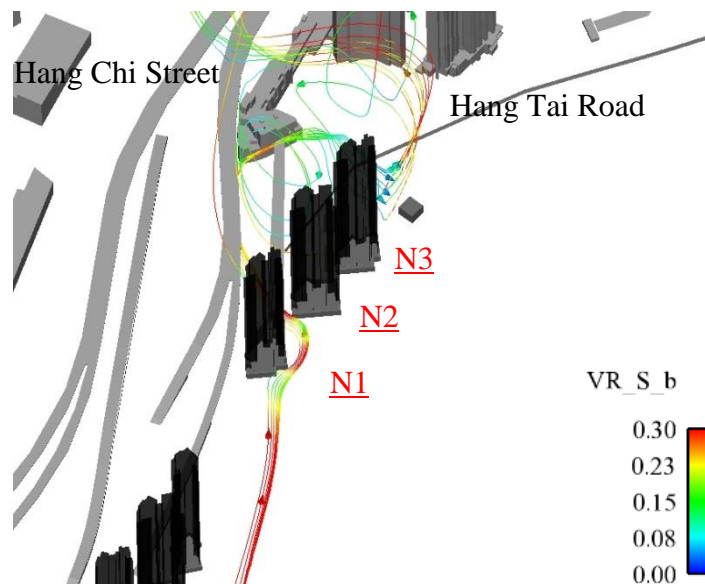 Hang Chi Street
Hang Tai Road
N3
N2
N1
VR_S_b
0.30
0.23
0.15
0.08
0.00